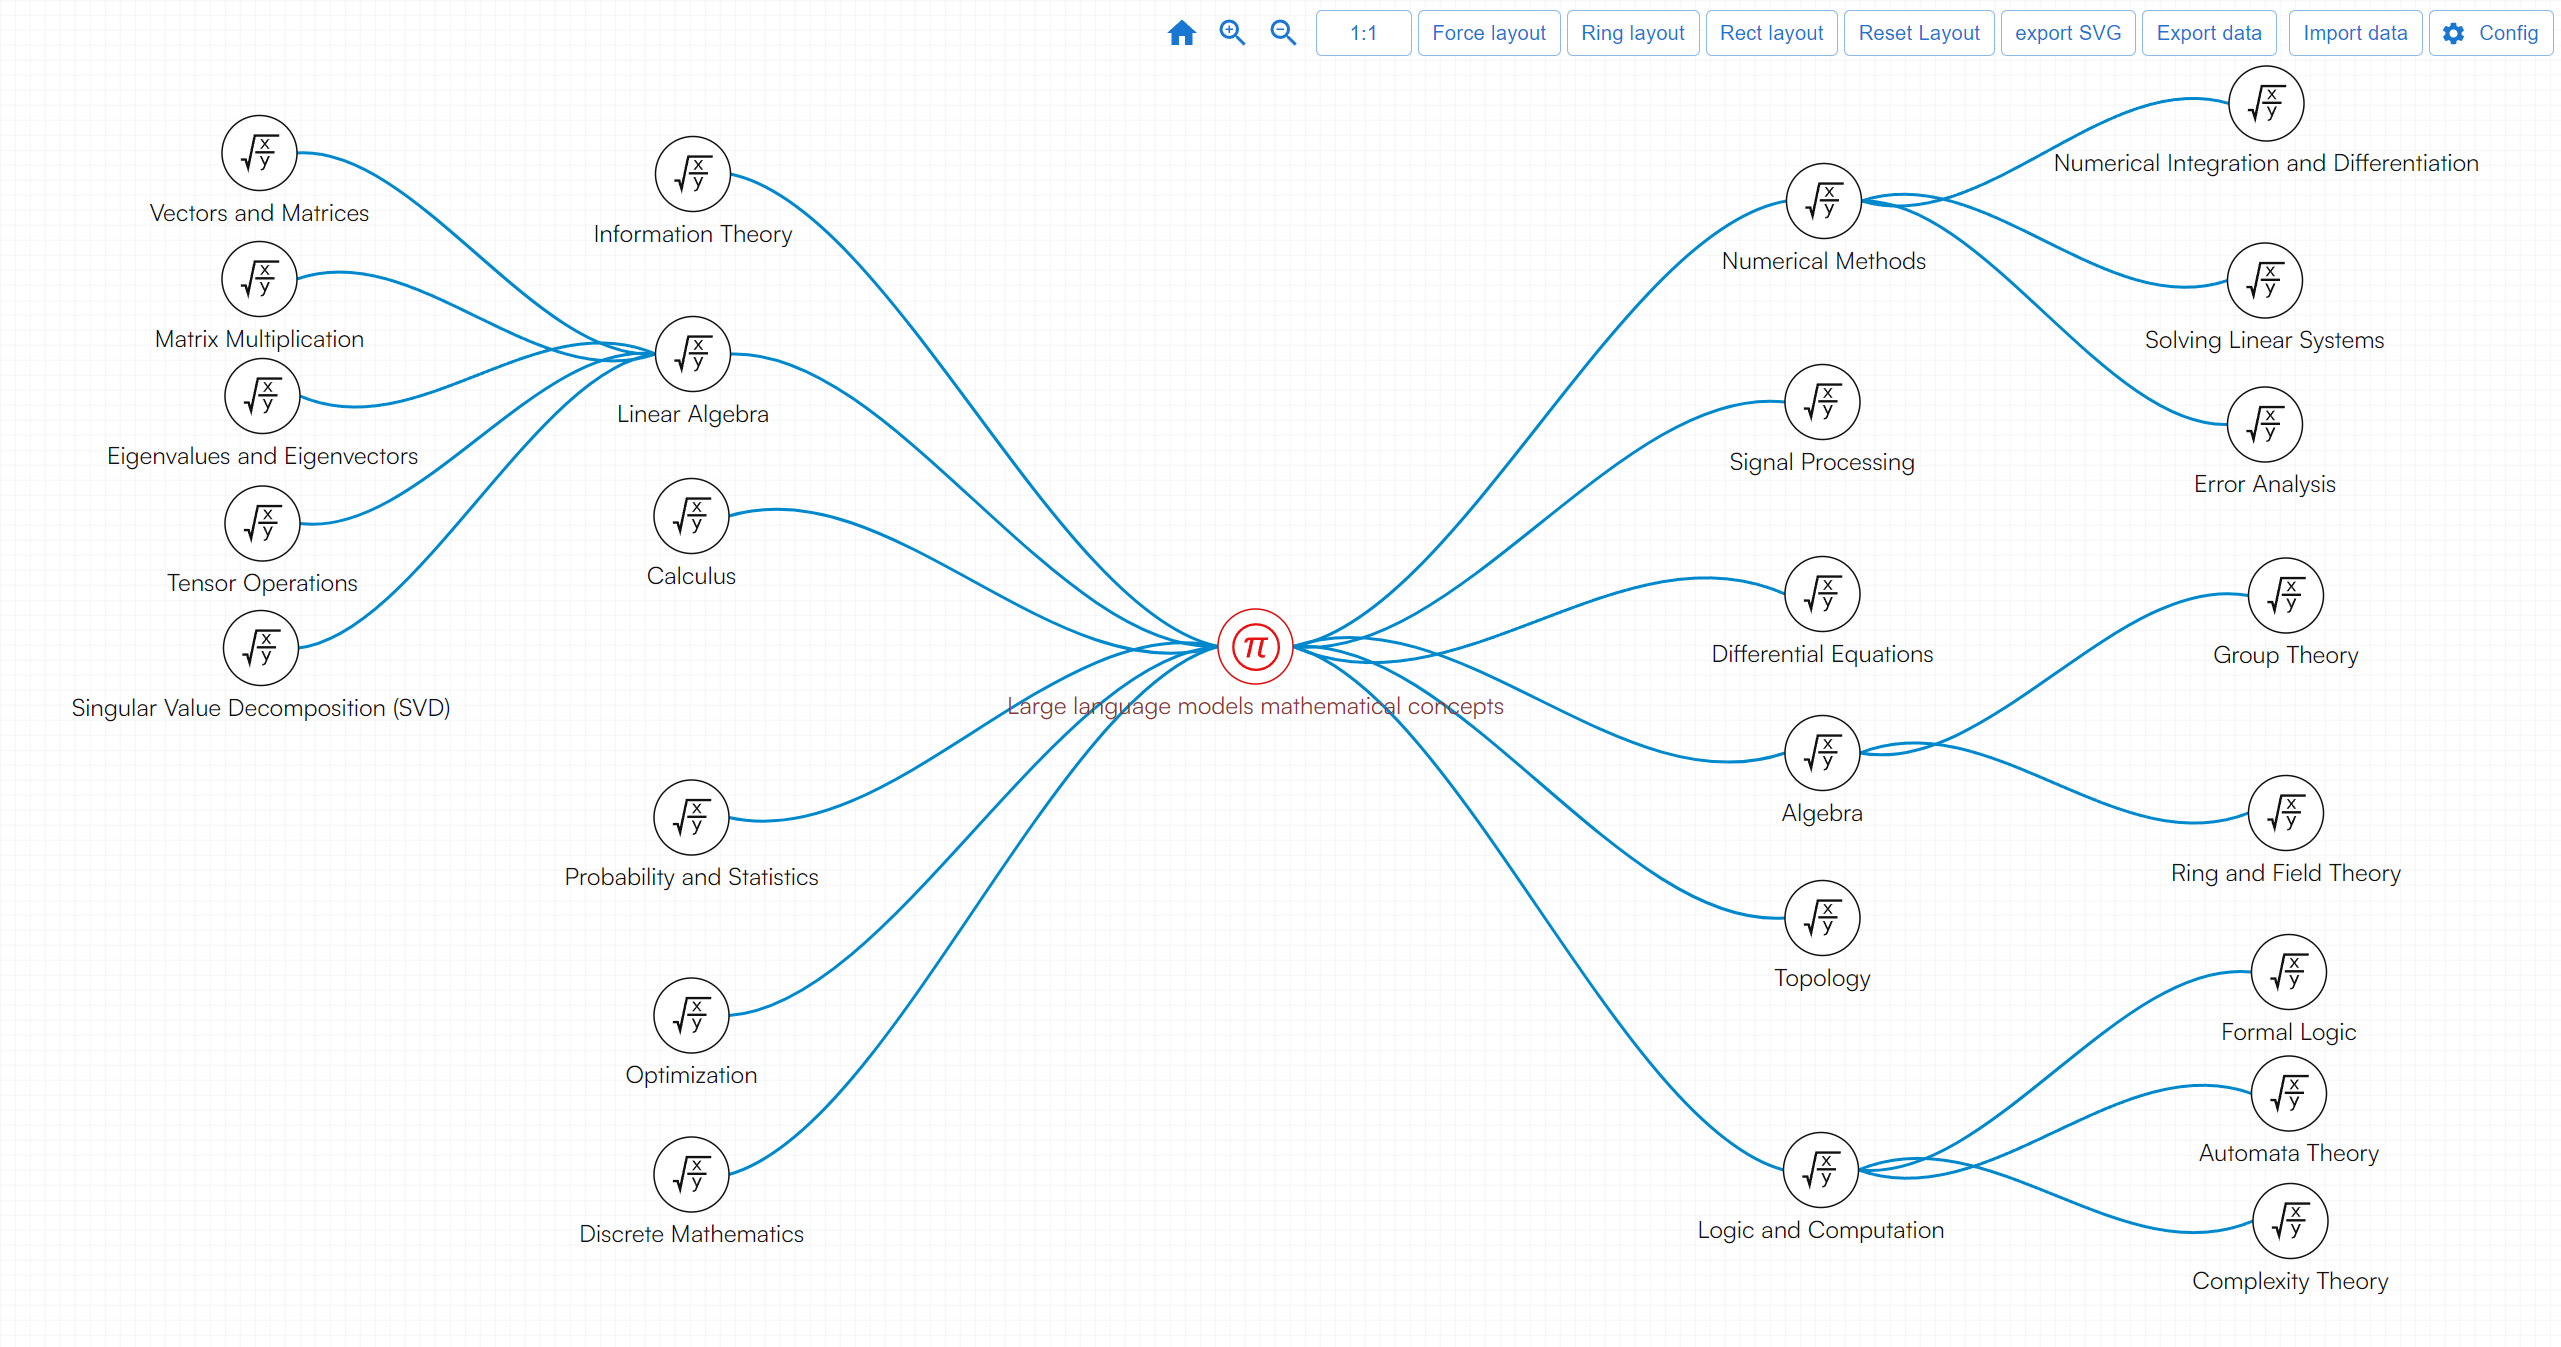 1:1
Force layout
Ring layout
Rect layout
Reset Layout
export SVG
Export data
Import data
Config
Vectors and Matrices
Matrix Multiplication
Eigenvalues and Eigenvectors
Tensor Operations
Singular Value Decomposition (SVD)
Information Theory
Linear Algebra
Calculus
Probability and Statistics
Optimization
Discrete Mathematics
π
Large language models mathematical concepts
Numerical Methods
Signal Processing
Differential Equations
Algebra
Topology
Logic and Computation
Numerical Integration and Differentiation
Solving Linear Systems
Error Analysis
Group Theory
Ring and Field Theory
Formal Logic
Automata Theory
Complexity Theory